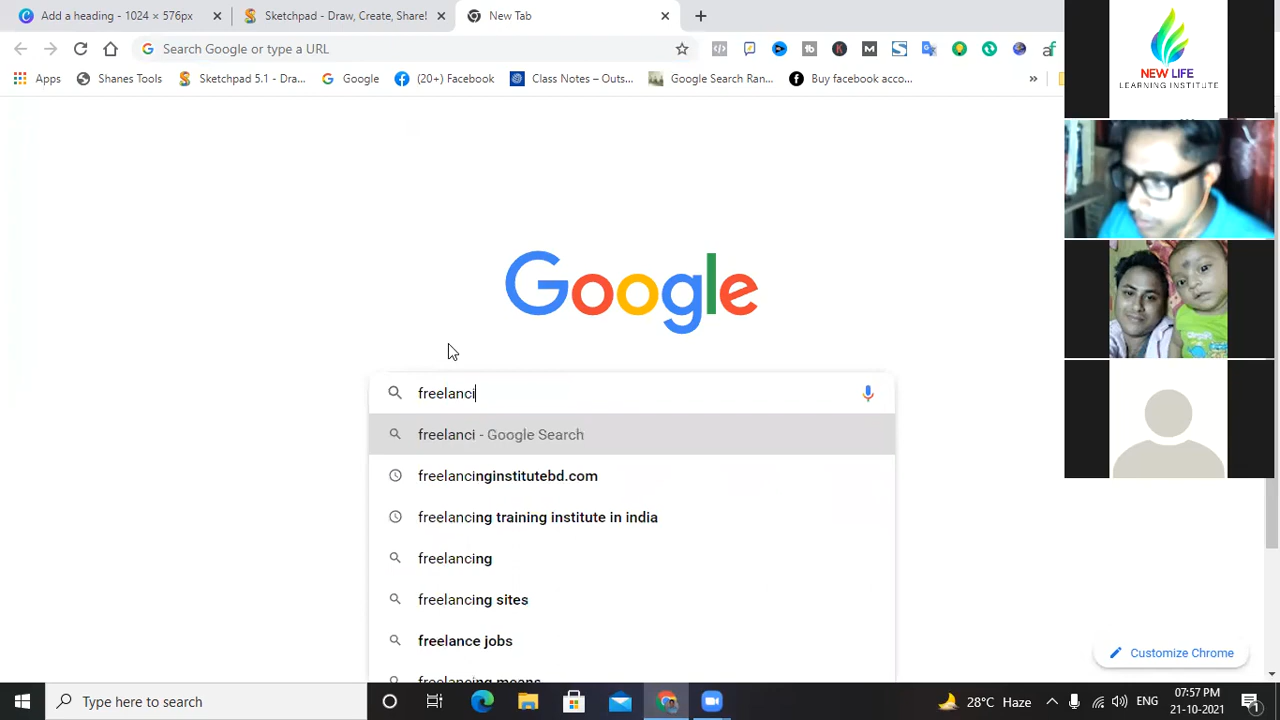 Add a heading - 1024 × 576px
Sketchpad - Draw, Create, Share!
New Tab
Search Google or type a URL
Apps
Shanes Tools
Sketchpad 5.1 - Dra...
Google
(20+) Facebook
Class Notes – Outs...
Google Search Ran...
Buy facebook acco...
»
NEW LIFE
LEARNING INSTITUTE
Google
freelanci
freelanci - Google Search
freelancinginstitutebd.com
freelancing training institute in india
freelancing
freelancing sites
freelance jobs
freelancing means
Customize Chrome
Type here to search
28°C Haze
ENG
07:57 PM
21-10-2021